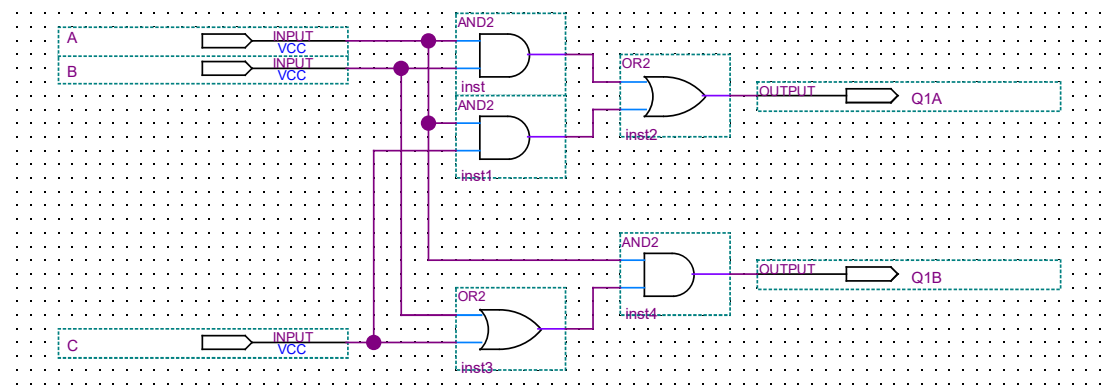 A INPUT
VCC
B INPUT
VCC
AND2
inst
AND2
inst1
OR2
inst2
OUTPUT Q1A
AND2
inst4
OUTPUT Q1B
OR2
inst3
C INPUT
VCC